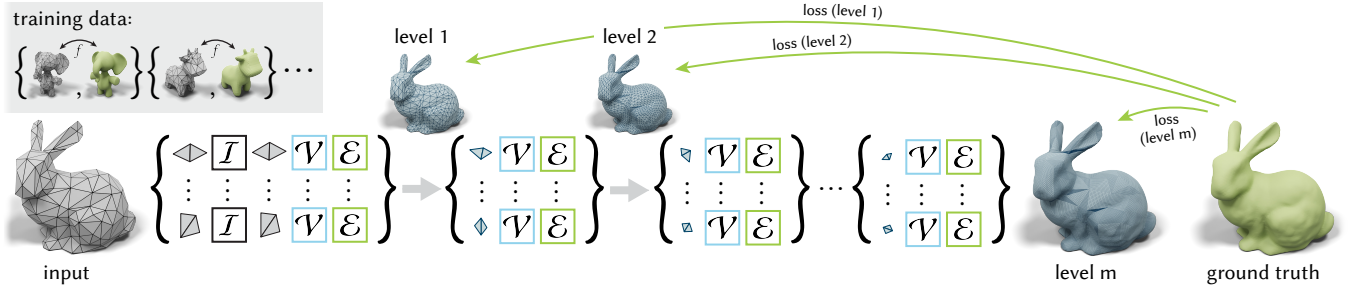 training data:
{ f , } { f , } ...
level 1
level 2
loss (level 1)
loss (level 2)
loss
(level m)
{ I V E } { V E } { V E } ... { V E }
⋮ ⋮ ⋮ ⋮ ⋮ ⋮ ⋮ ⋮ ⋮ ⋮ ⋮ ⋮ ⋮
I V E V E V E V E
input
level m
ground truth